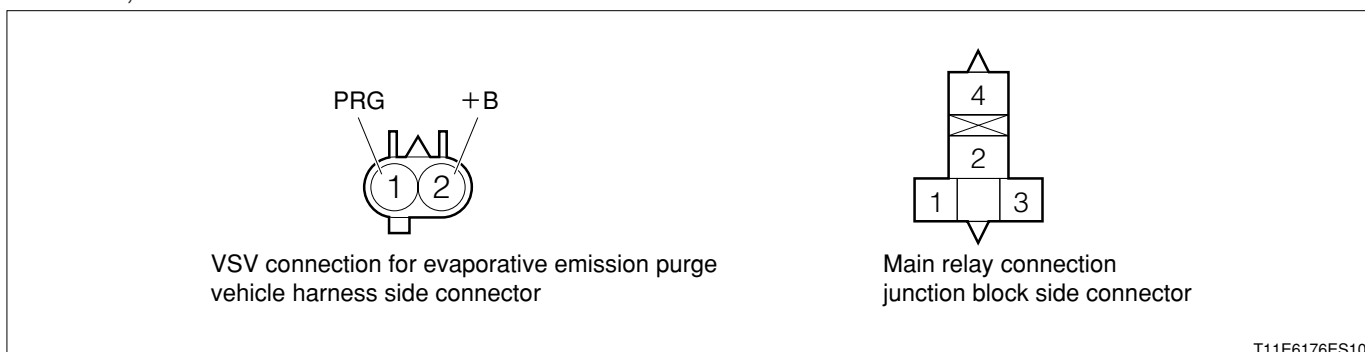 PRG +B
1 2
VSV connection for evaporative emission purge
vehicle harness side connector
4
2
1 3
Main relay connection
junction block side connector
T11E6176ES10